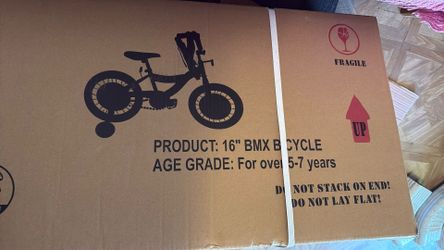 FRAGILE
UP
PRODUCT: 16" BMX BICYCLE
AGE GRADE: For over 5-7 years
DO NOT STACK ON END!
DO NOT LAY FLAT!